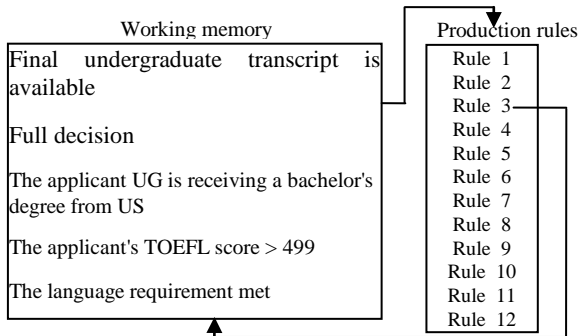 Working memory
Final undergraduate transcript is
available
Full decision
The applicant UG is receiving a bachelor's
degree from US
The applicant's TOEFL score > 499
The language requirement met
Production rules
Rule 1
Rule 2
Rule 3
Rule 4
Rule 5
Rule 6
Rule 7
Rule 8
Rule 9
Rule 10
Rule 11
Rule 12